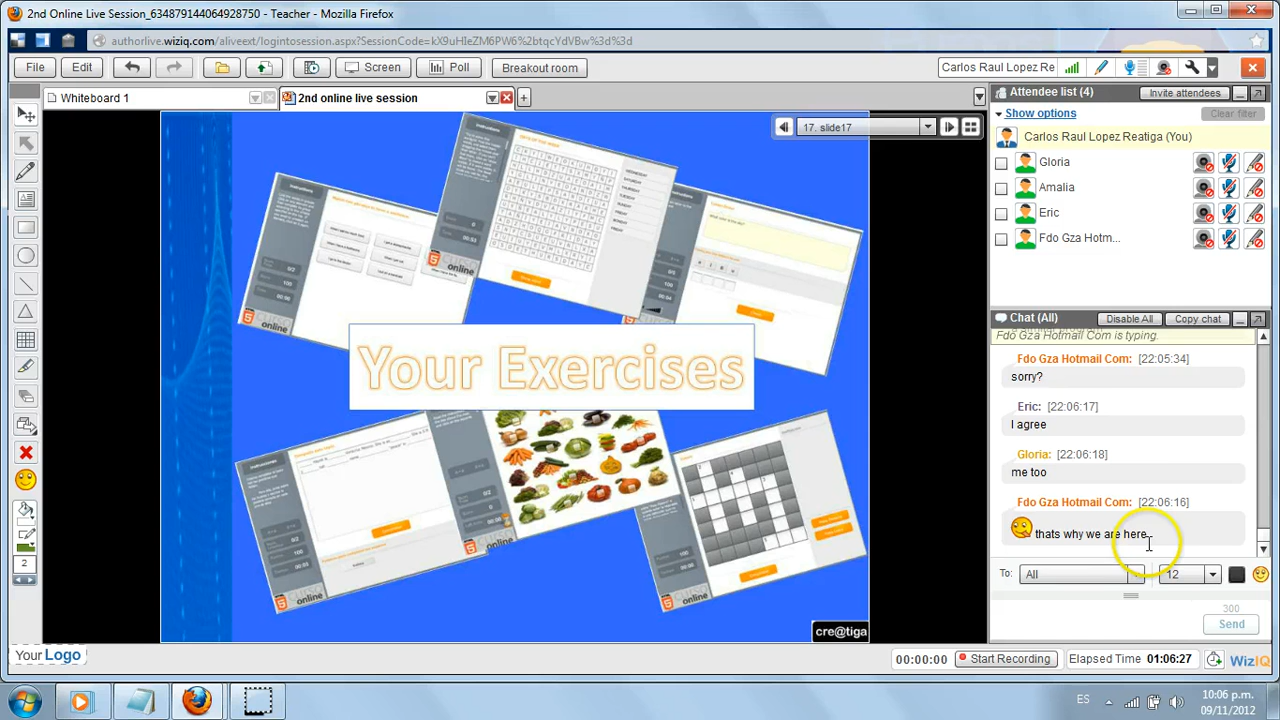 2nd Online Live Session_634879144064928750 - Teacher - Mozilla Firefox
authorlive.wiziq.com/aliveext/logintosession.aspx?SessionCode=kX9uHIeZM6PW6%2btqcYdVBw%3d%3d
File Edit Screen Poll Breakout room Carlos Raul Lopez Re
Whiteboard 1 2nd online live session
17. slide17
Your Exercises
cre@tiga
Attendee list (4) Invite attendees
Show options Clear filter
Carlos Raul Lopez Reatiga (You)
Gloria
Amalia
Eric
Fdo Gza Hotm...
Chat (All) Disable All Copy chat
Fdo Gza Hotmail Com is typing.
Fdo Gza Hotmail Com: [22:05:34]
sorry?
Eric: [22:06:17]
I agree
Gloria: [22:06:18]
me too
Fdo Gza Hotmail Com: [22:06:16]
thats why we are here
To: All 12
300
Send
2
Your Logo
00:00:00 Start Recording Elapsed Time 01:06:27 WizIQ
ES 10:06 p.m.
09/11/2012